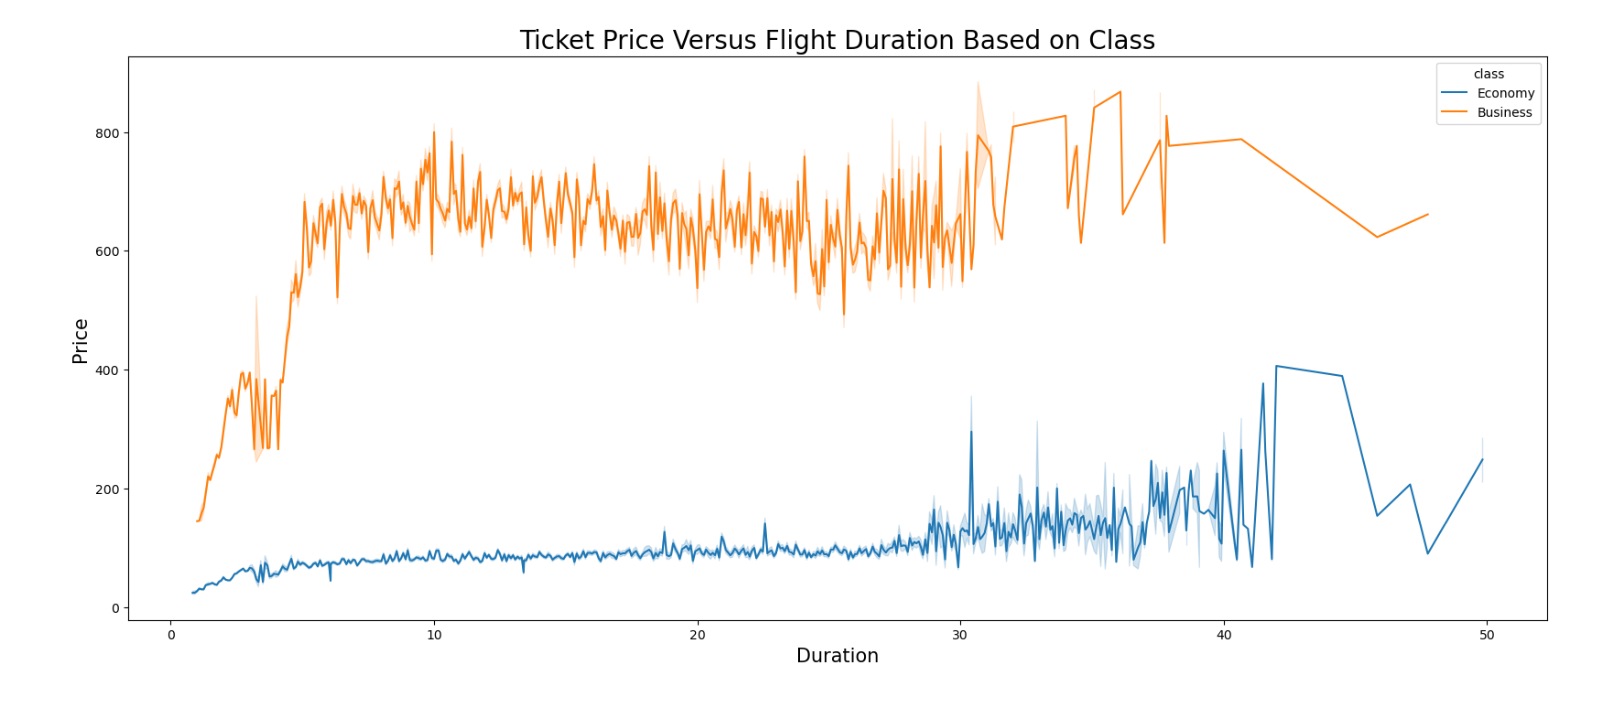 Ticket Price Versus Flight Duration Based on Class
class
Economy
Business
Price
800
600
400
200
0
0 10 20 30 40 50
Duration